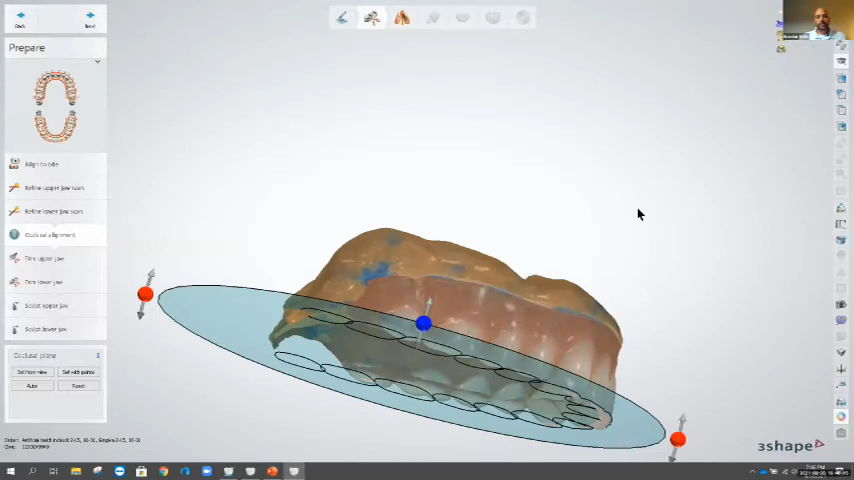 Back
Next
Prepare
Align to bite
Refine upper jaw scan
Refine lower jaw scan
Occlusal alignment
Trim upper jaw
Trim lower jaw
Sculpt upper jaw
Sculpt lower jaw
Occlusal plane
Set from view
Set with points
Auto
Reset
3shape